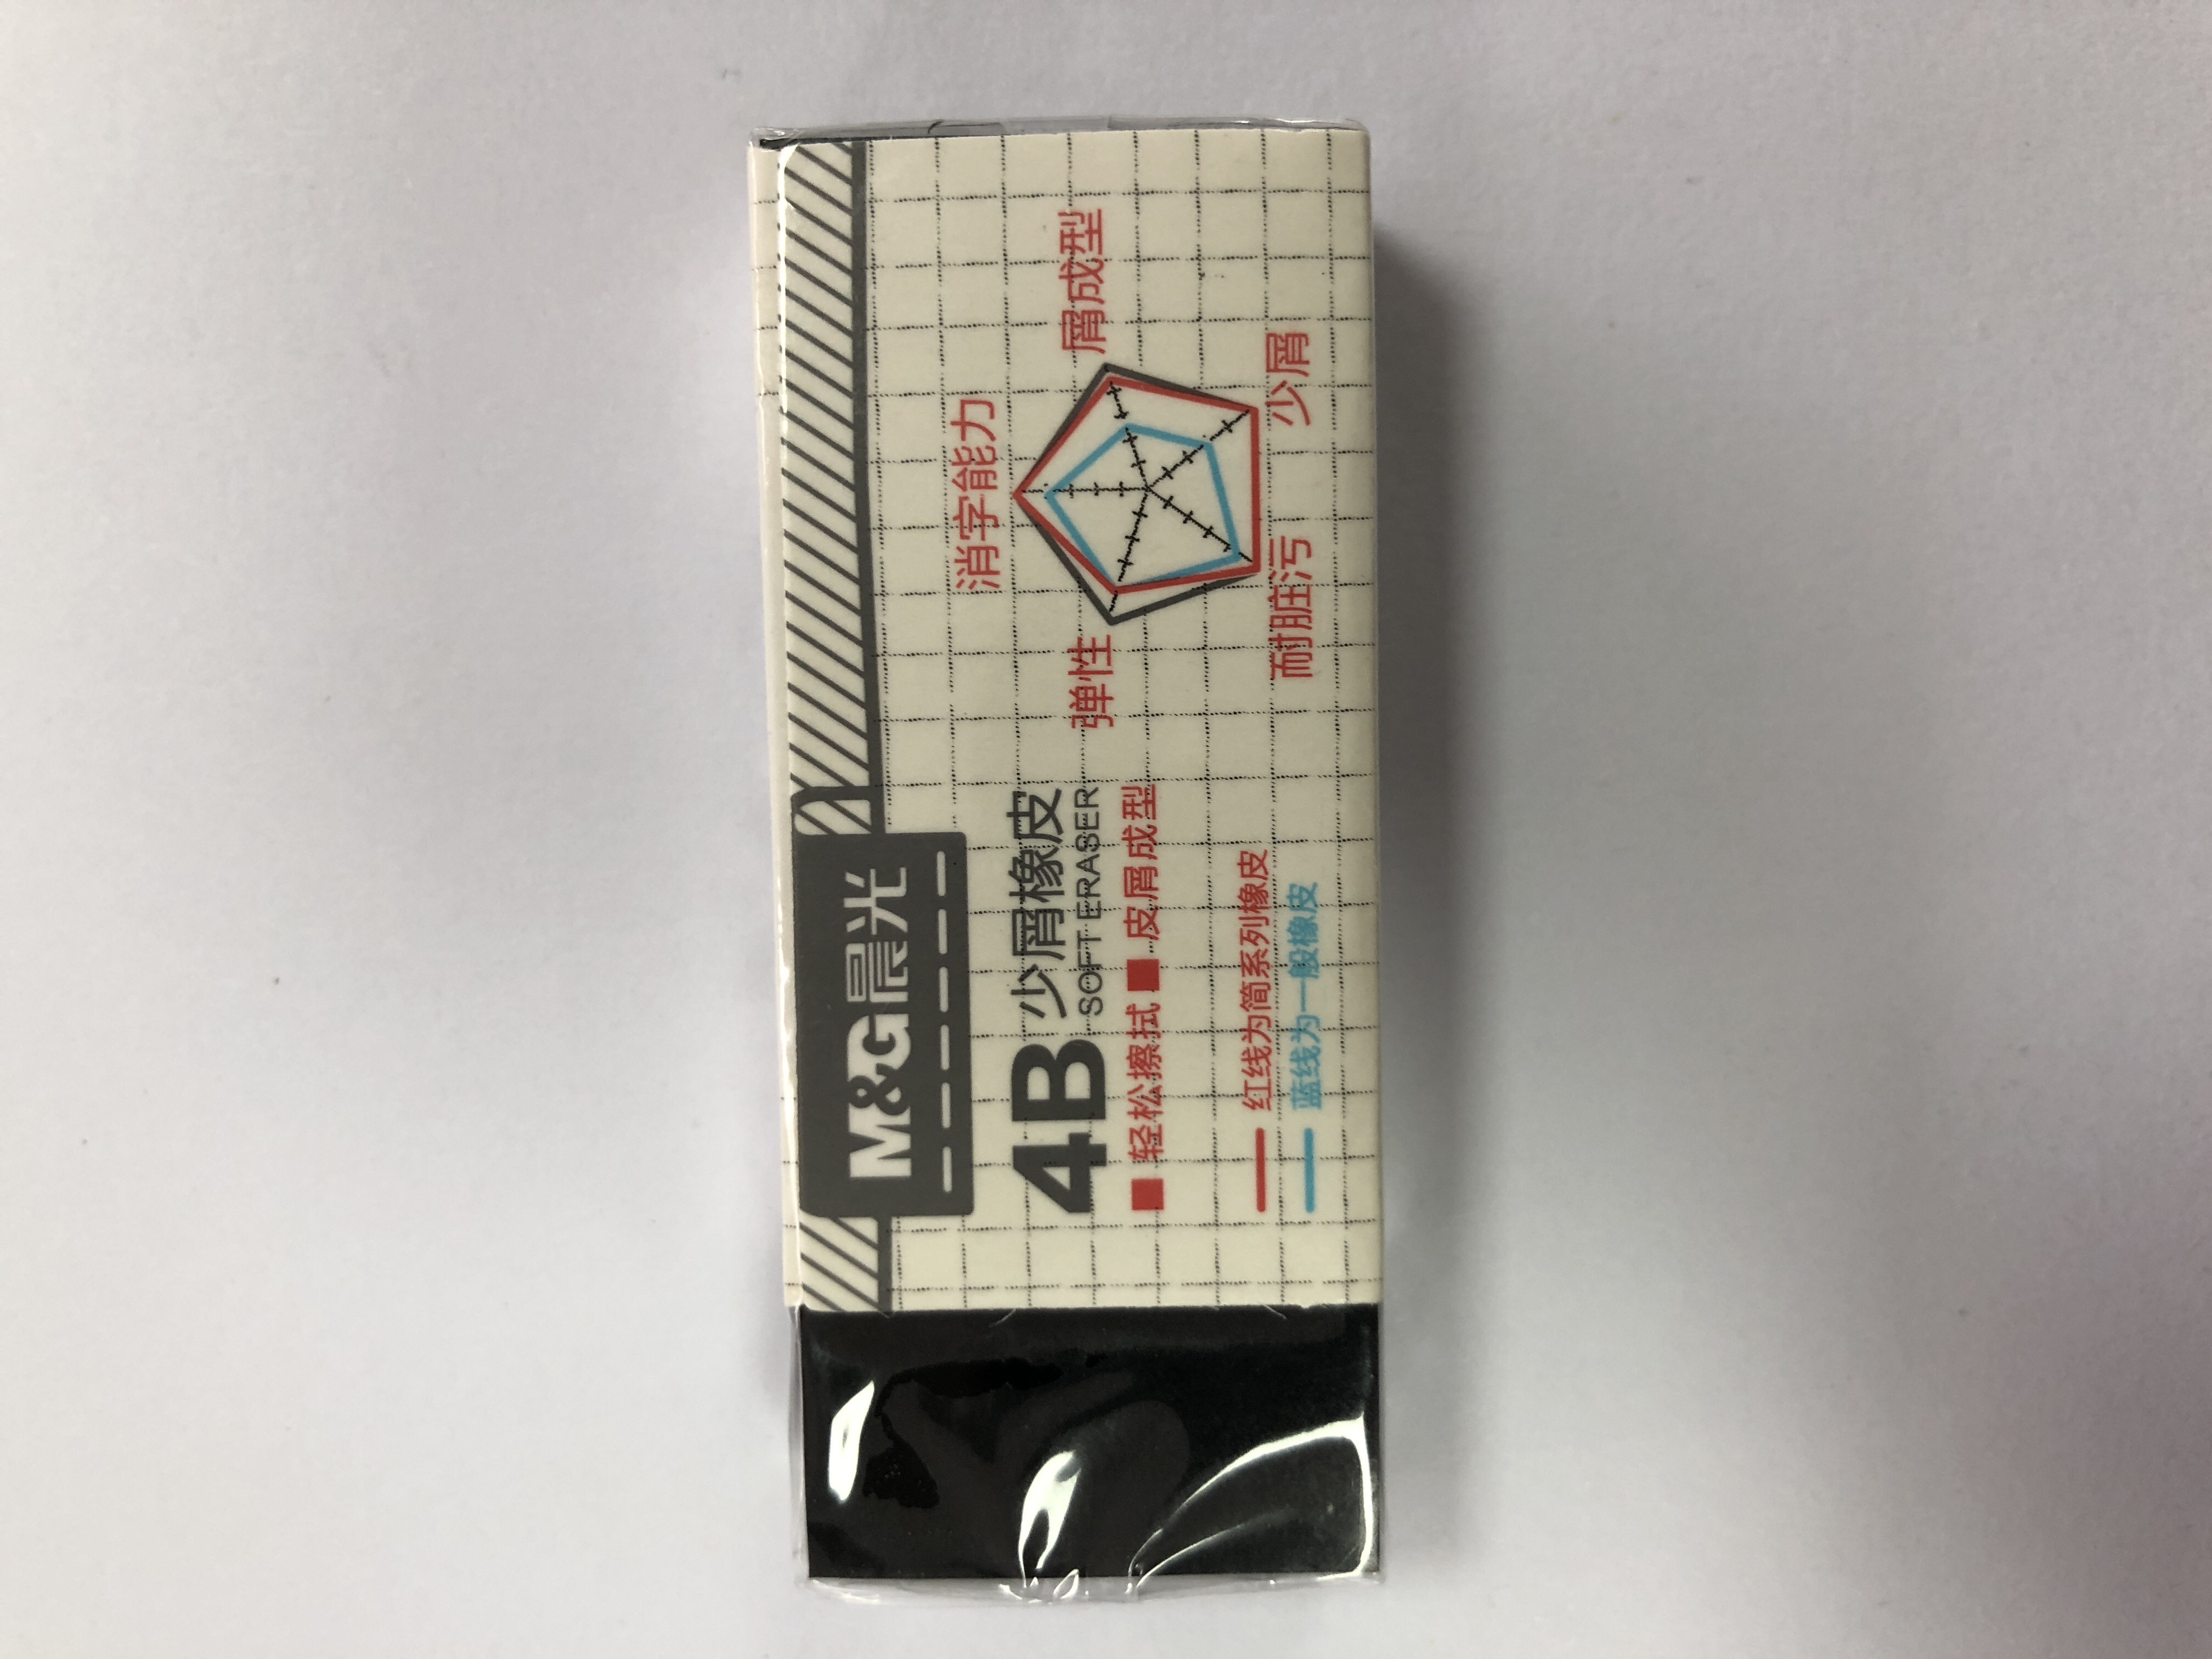 M&G晨光
4B 少屑橡皮
SOFT ERASER
■ 轻松擦拭 ■ 皮屑成型
红线为简系列橡皮
蓝线为一般橡皮
消字能力
屑成型
弹性
少屑
耐脏污